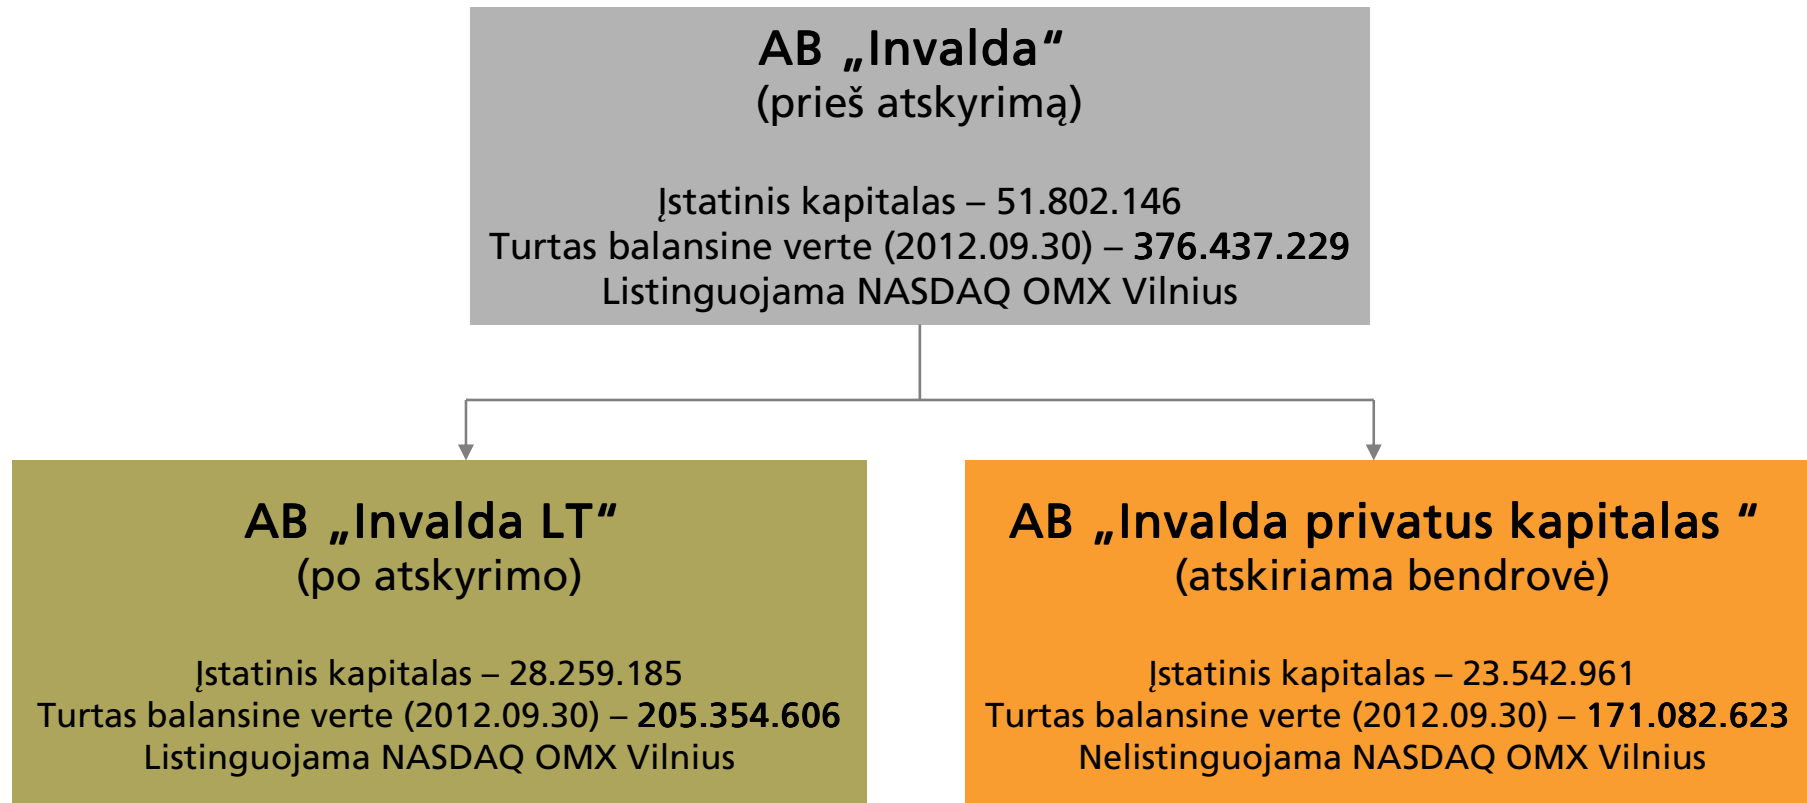 AB „Invalda“
(prieš atskyrimą)
Įstatinis kapitalas – 51.802.146
Turtas balansine verte (2012.09.30) – 376.437.229
Listinguojama NASDAQ OMX Vilnius
AB „Invalda LT“
(po atskyrimo)
Įstatinis kapitalas – 28.259.185
Turtas balansine verte (2012.09.30) – 205.354.606
Listinguojama NASDAQ OMX Vilnius
AB „Invalda privatus kapitalas “
(atskiriama bendrovė)
Įstatinis kapitalas – 23.542.961
Turtas balansine verte (2012.09.30) – 171.082.623
Nelistinguojama NASDAQ OMX Vilnius